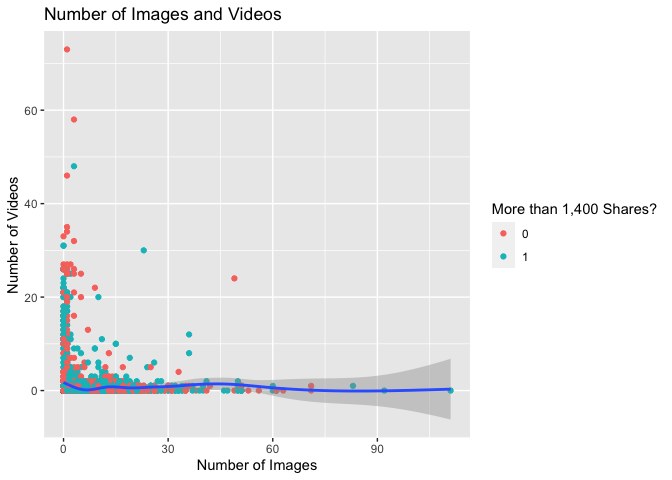 Number of Images and Videos
60
40
20
0
Number of Videos
0
30
60
90
Number of Images
More than 1,400 Shares?
0
1